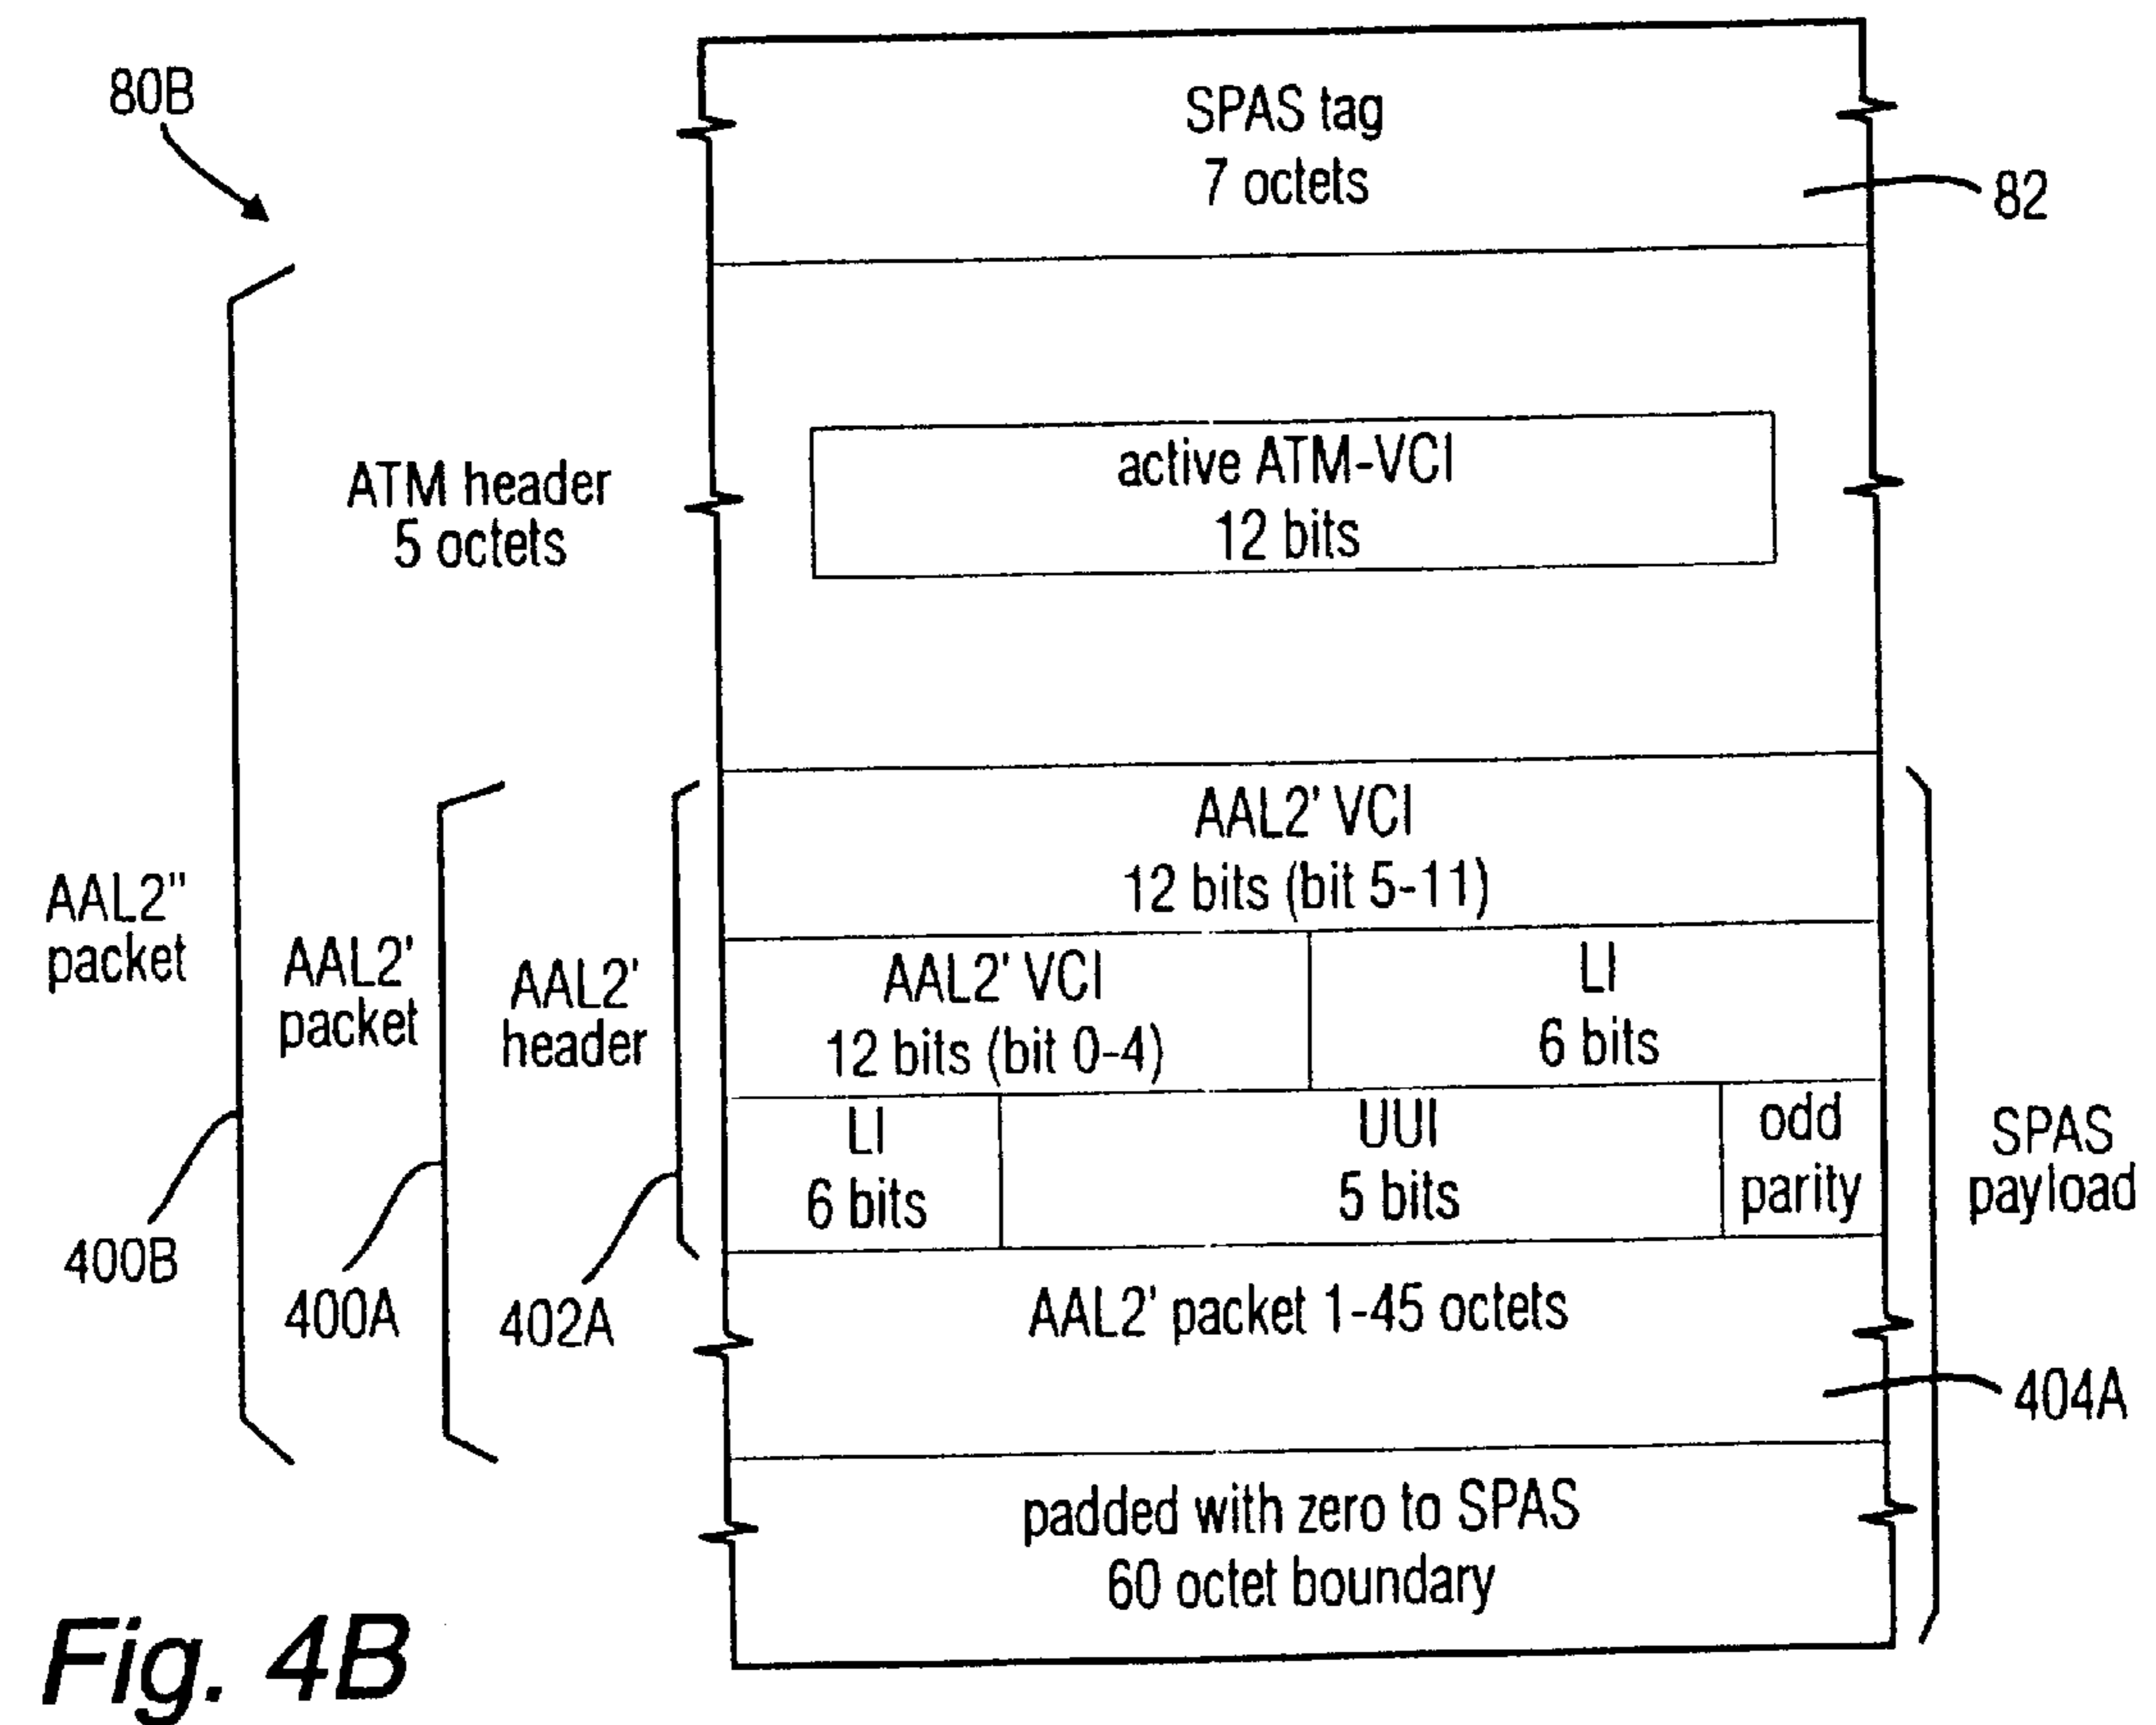 80B
SPAS tag
7 octets
82
ATM header
5 octets
active ATM-VCI
12 bits
AAL2"
packet
AAL2'
packet
AAL2'
header
AAL2' VCI
12 bits (bit 5-11)
AAL2' VCI
12 bits (bit 0-4)
LI
6 bits
LI
6 bits
UUI
5 bits
odd
parity
SPAS
payload
400B
400A
402A
AAL2' packet 1-45 octets
404A
padded with zero to SPAS
60 octet boundary
Fig. 4B